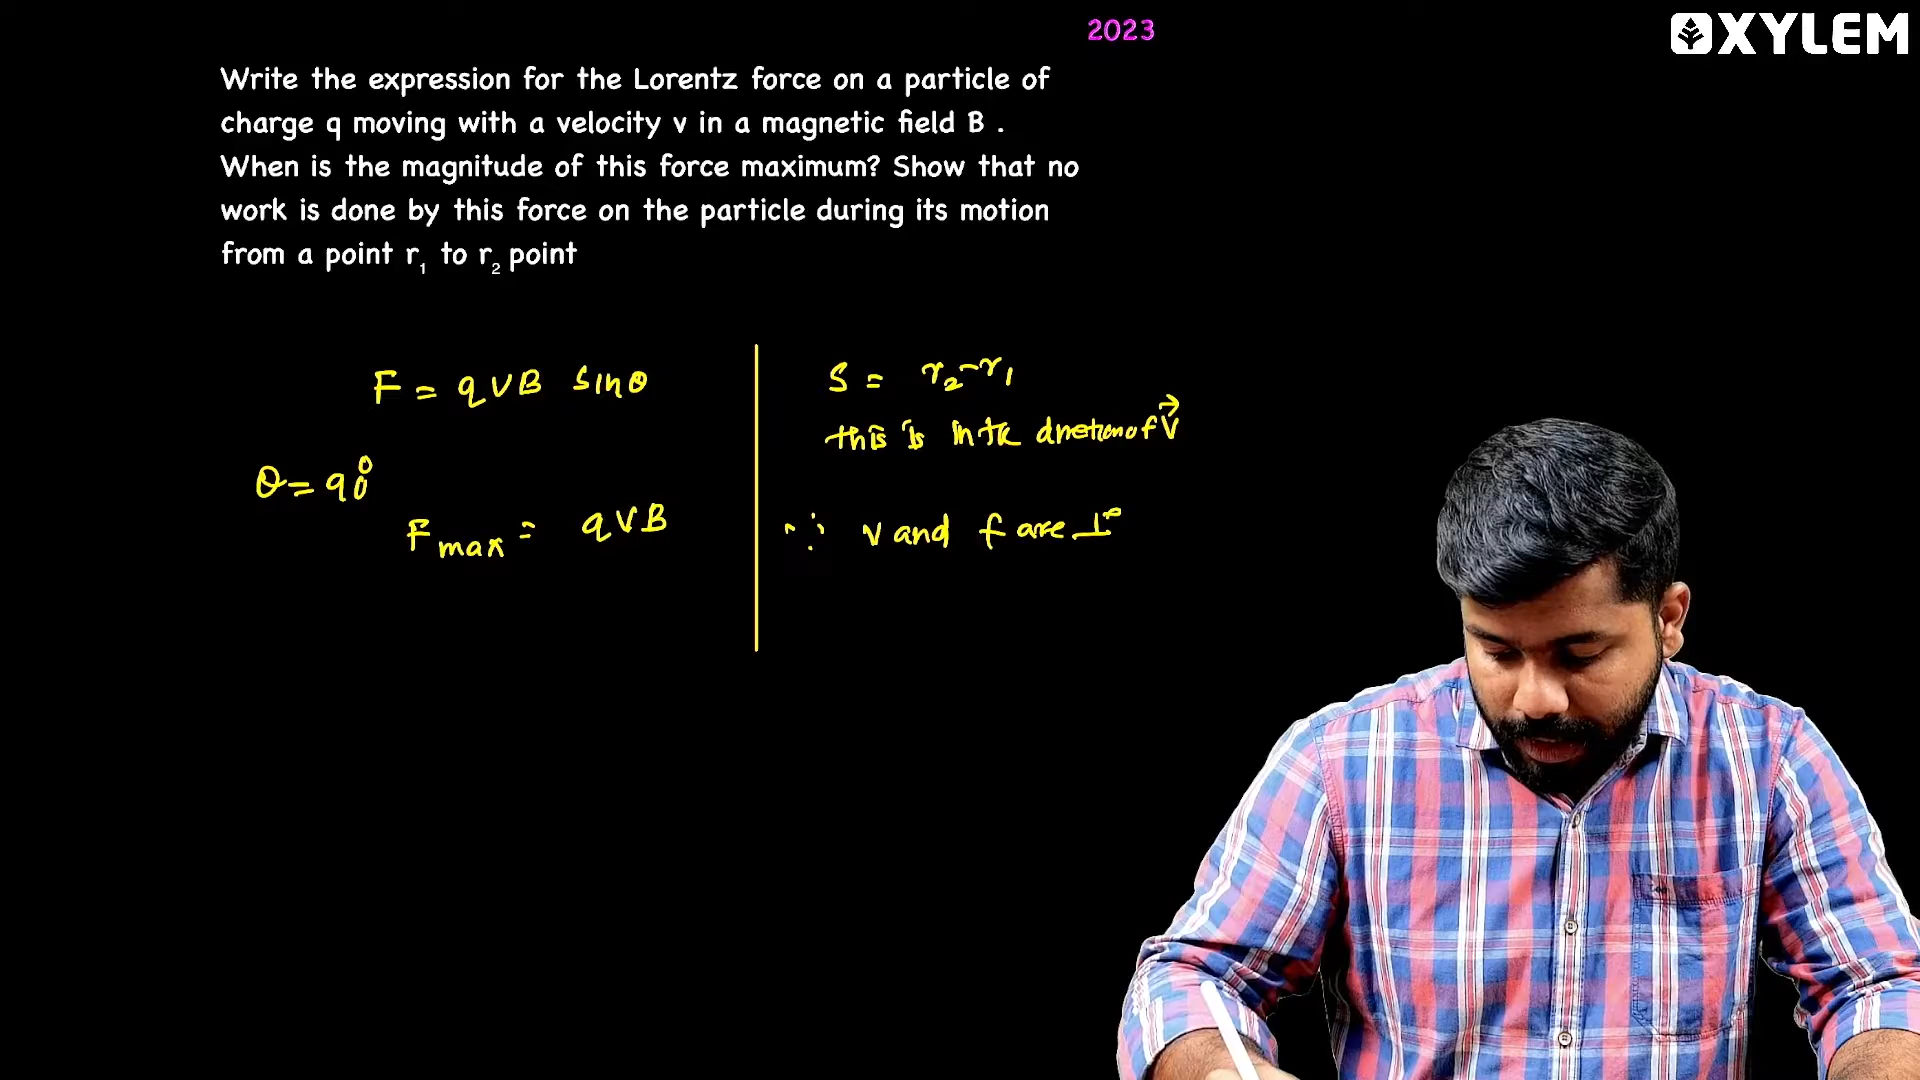 2023
XYLEM
Write the expression for the Lorentz force on a particle of
charge q moving with a velocity v in a magnetic field B .
When is the magnitude of this force maximum? Show that no
work is done by this force on the particle during its motion
from a point r₁ to r₂ point
F = qVB sinθ
θ = 90°
Fmax = qVB
S = r₂-r₁
this is in the direction of V⃗
∵ v and f are ⊥r